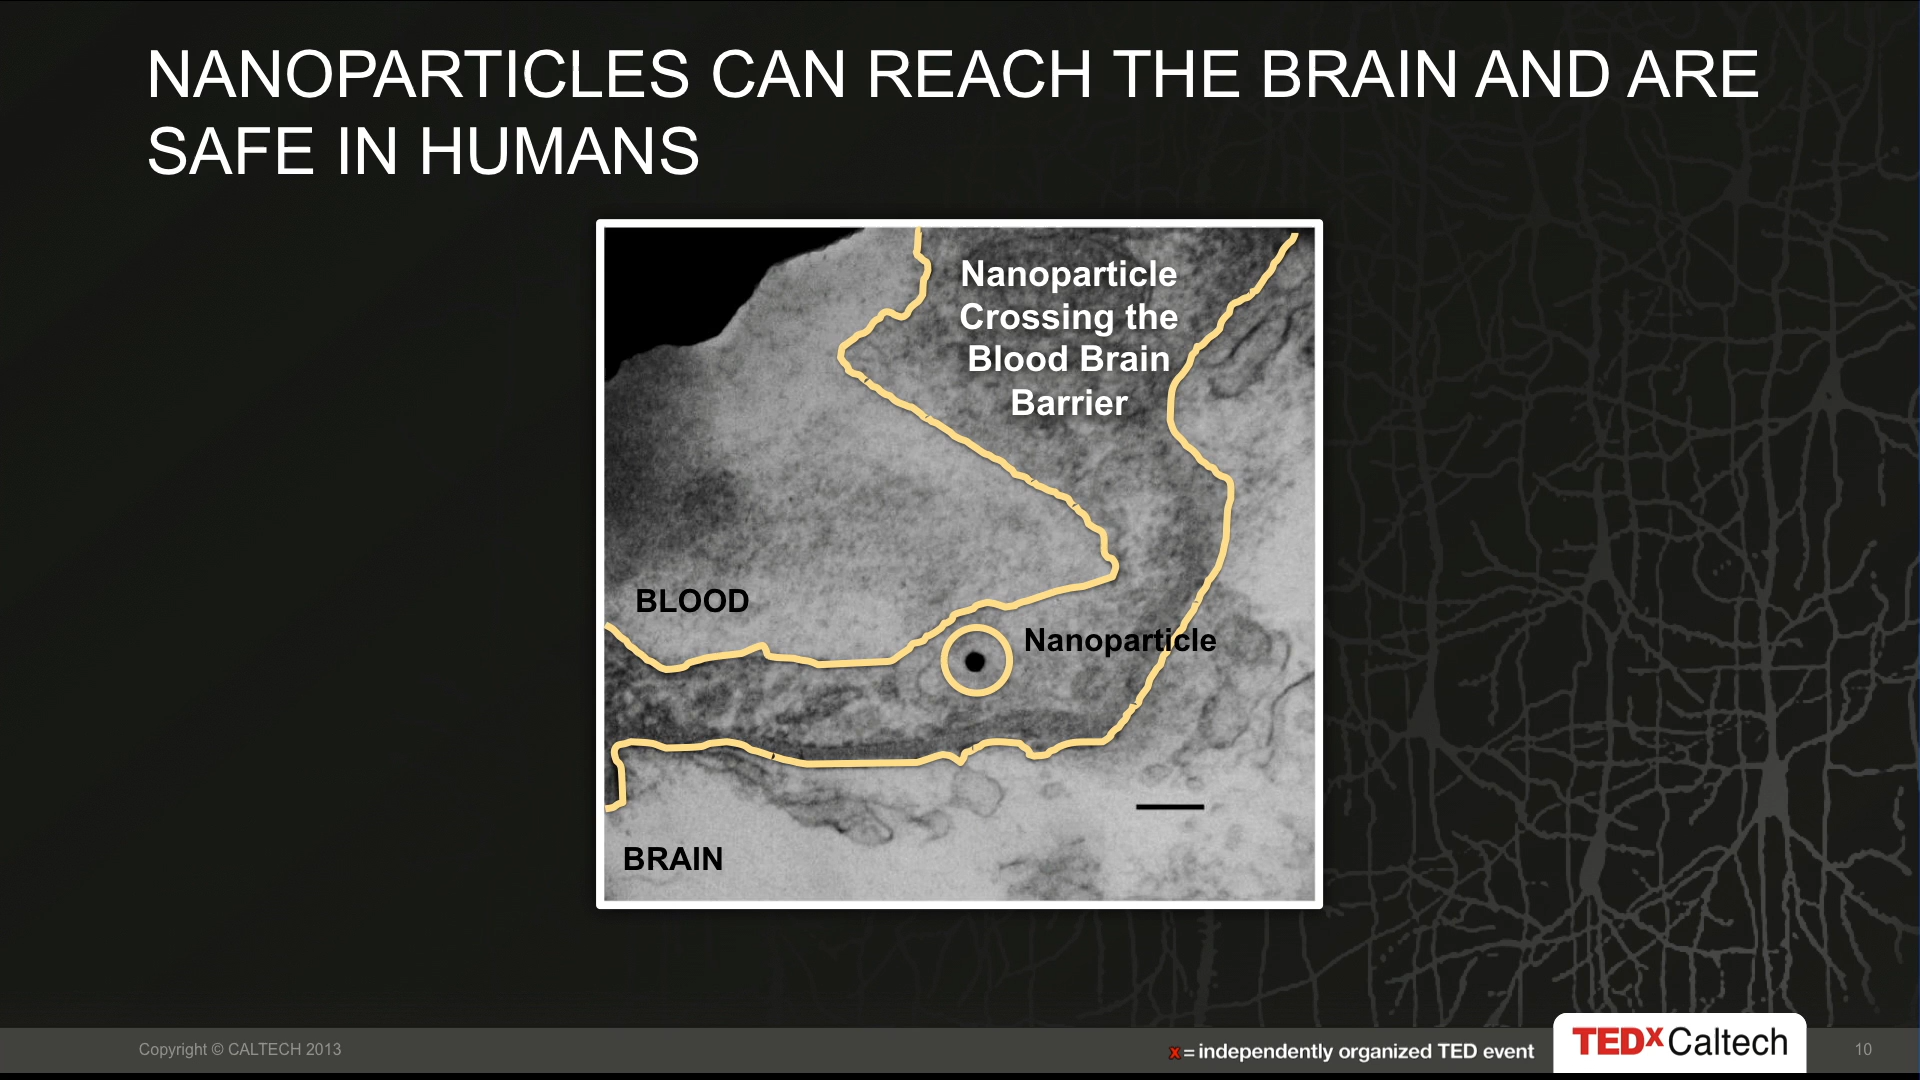 NANOPARTICLES CAN REACH THE BRAIN AND ARE
SAFE IN HUMANS
Nanoparticle
Crossing the
Blood Brain
Barrier
BLOOD
Nanoparticle
BRAIN
Copyright © CALTECH 2013
x = independently organized TED event
TEDxCaltech
10